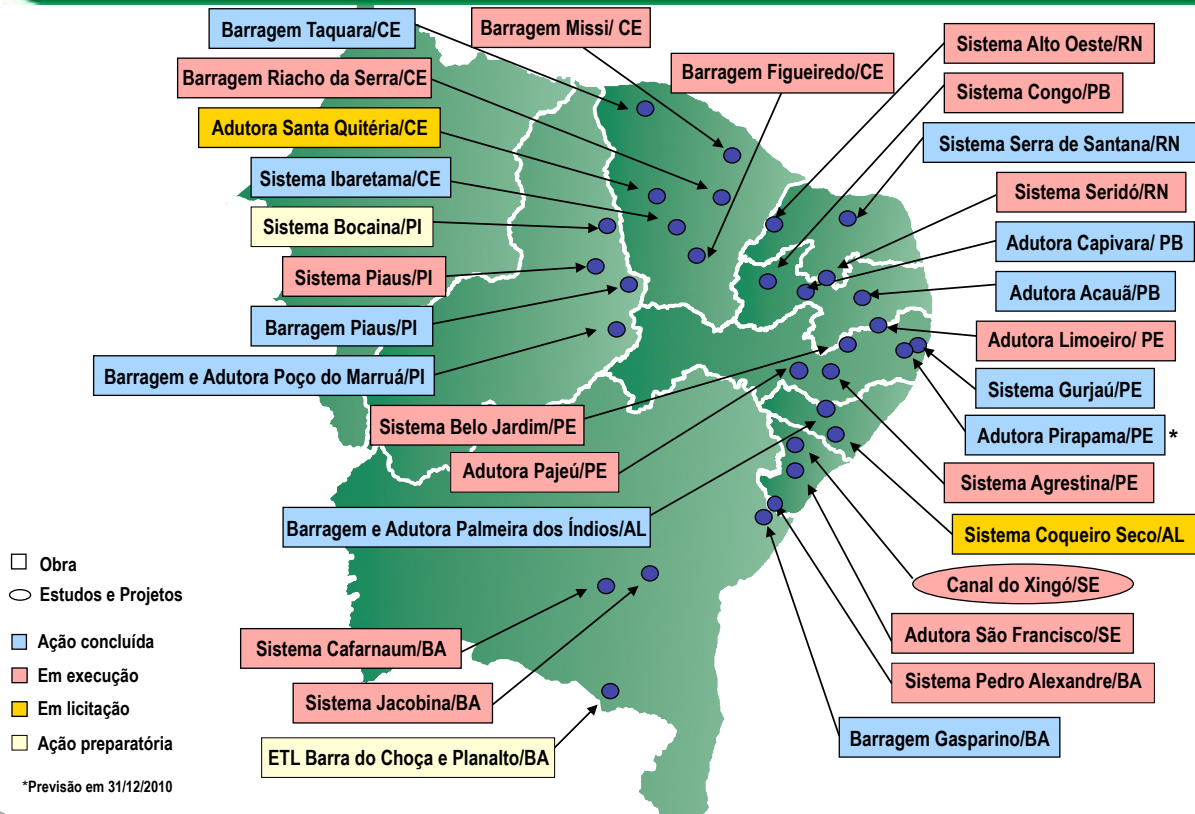 Barragem Taquara/CE
Barragem Missi/ CE
Sistema Alto Oeste/RN
Barragem Riacho da Serra/CE
Barragem Figueiredo/CE
Sistema Congo/PB
Adutora Santa Quitéria/CE
Sistema Serra de Santana/RN
Sistema Ibaretama/CE
Sistema Seridó/RN
Sistema Bocaina/PI
Adutora Capivara/ PB
Sistema Piaus/PI
Adutora Acauã/PB
Barragem Piaus/PI
Adutora Limoeiro/ PE
Barragem e Adutora Poço do Marruá/PI
Sistema Gurjaú/PE
Sistema Belo Jardim/PE
Adutora Pirapama/PE *
Adutora Pajeú/PE
Sistema Agrestina/PE
Barragem e Adutora Palmeira dos Índios/AL
Sistema Coqueiro Seco/AL
Canal do Xingó/SE
Adutora São Francisco/SE
Sistema Cafarnaum/BA
Sistema Pedro Alexandre/BA
Sistema Jacobina/BA
Barragem Gasparino/BA
ETL Barra do Choça e Planalto/BA
Obra
Estudos e Projetos
Ação concluída
Em execução
Em licitação
Ação preparatória
*Previsão em 31/12/2010